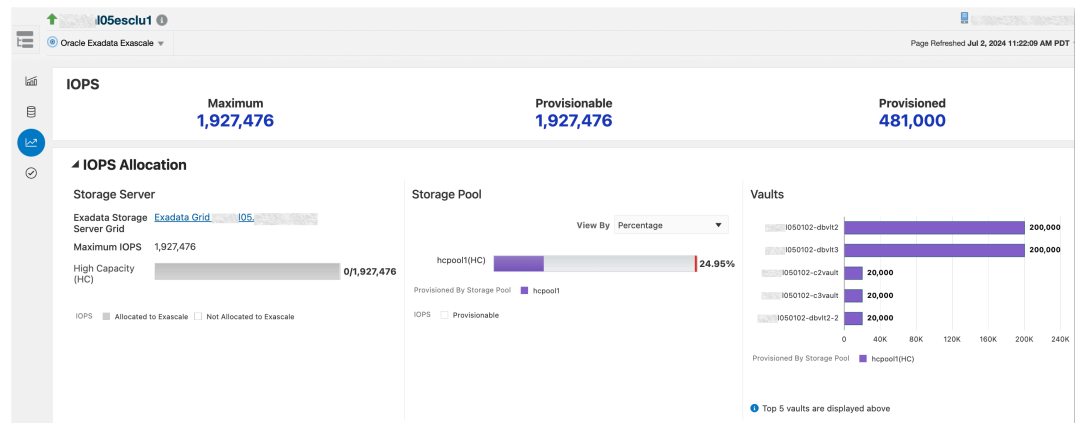 l05esclu1
Oracle Exadata Exascale
Page Refreshed Jul 2, 2024 11:22:09 AM PDT
IOPS
Maximum
1,927,476
Provisionable
1,927,476
Provisioned
481,000
IOPS Allocation
Storage Server
Exadata Storage Server Grid
Exadata Grid l05.
Maximum IOPS 1,927,476
High Capacity (HC)
0/1,927,476
IOPS Allocated to Exascale Not Allocated to Exascale
Storage Pool
View By Percentage
hcpool1(HC)
24.95%
Provisioned By Storage Pool hcpool1
IOPS Provisionable
Vaults
l050102-dbvlt2 200,000
l050102-dbvlt3 200,000
l050102-c2vault 20,000
l050102-c3vault 20,000
l050102-dbvlt2-2 20,000
0 40K 80K 120K 160K 200K 240K
Provisioned By Storage Pool hcpool1(HC)
Top 5 vaults are displayed above